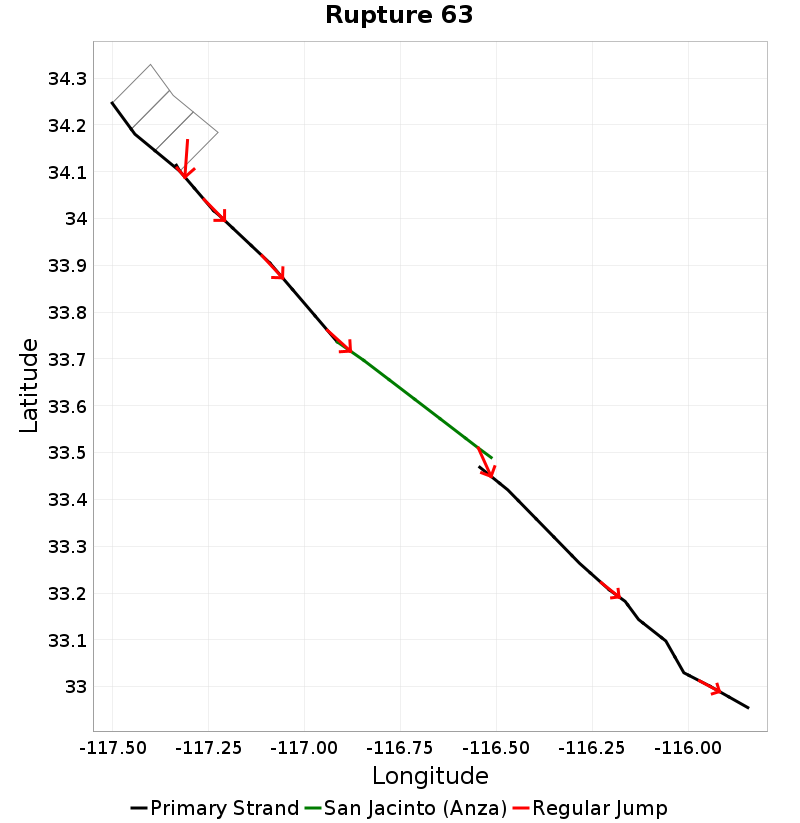 Rupture 63
34.3
34.2
34.1
34
33.9
33.8
33.7
33.6
33.5
33.4
33.3
33.2
33.1
33
Latitude
-117.50 -117.25 -117.00 -116.75 -116.50 -116.25 -116.00
Longitude
Primary Strand San Jacinto (Anza) Regular Jump